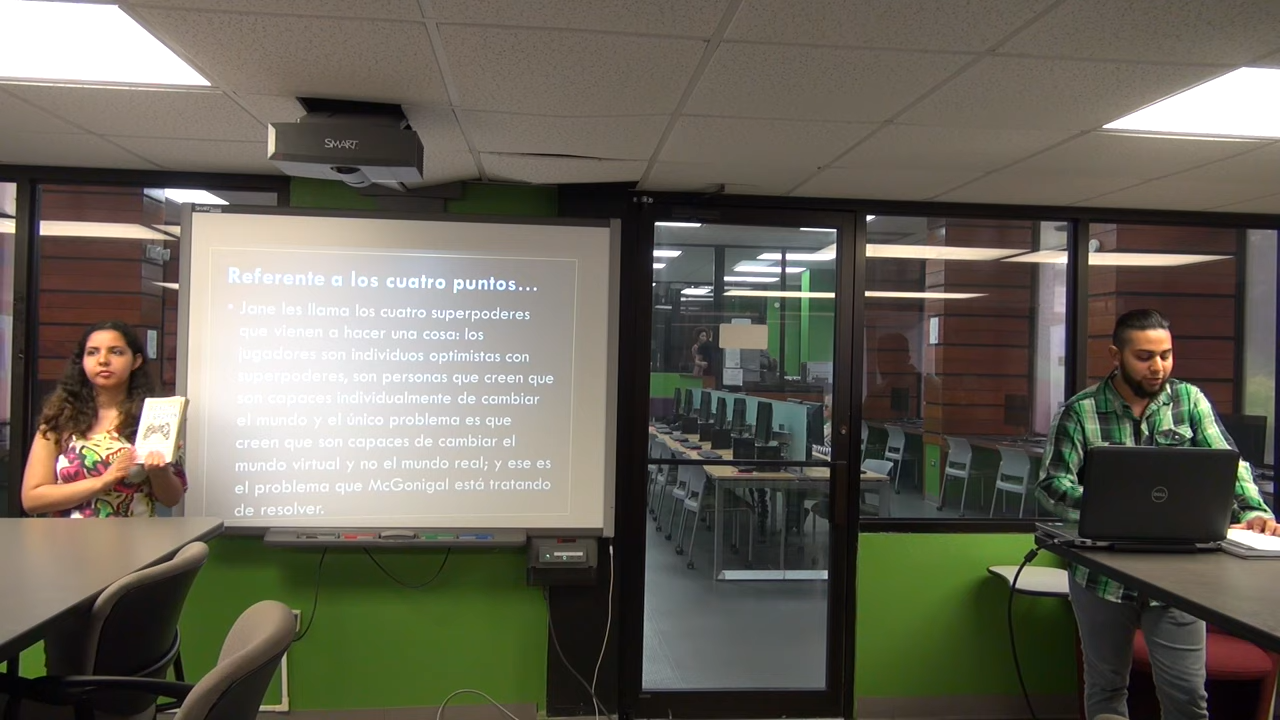 SMART
Referente a los cuatro puntos...
• Jane les llama los cuatro superpoderes
que vienen a hacer una cosa: los
jugadores son individuos optimistas con
superpoderes, son personas que creen que
son capaces individualmente de cambiar
el mundo y el único problema es que
creen que son capaces de cambiar el
mundo virtual y no el mundo real; y ese es
el problema que McGonigal está tratando
de resolver.
DELL